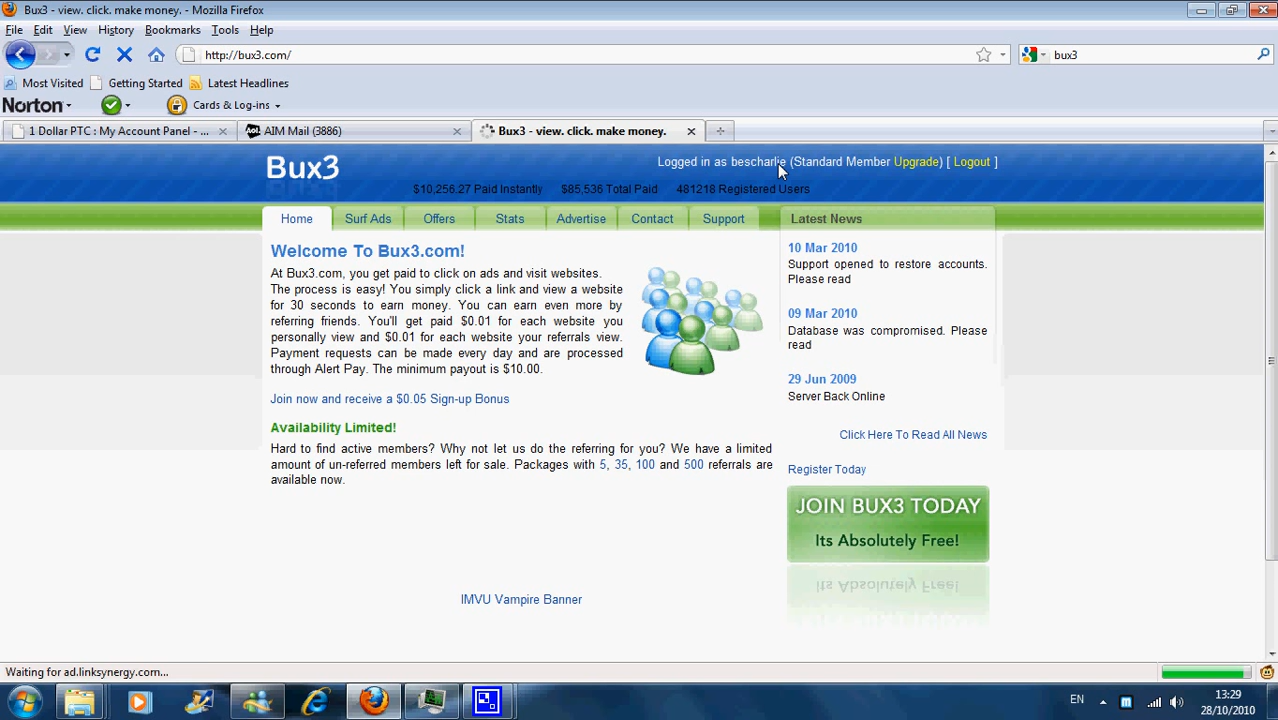 Bux3 - view. click. make money. - Mozilla Firefox
File Edit View History Bookmarks Tools Help
http://bux3.com/
bux3
Most Visited Getting Started Latest Headlines
Norton Cards & Log-ins
1 Dollar PTC : My Account Panel - ...
AIM Mail (3886)
Bux3 - view. click. make money.
Bux3
Logged in as bescharlie (Standard Member Upgrade) [ Logout ]
$10,256.27 Paid Instantly $85,536 Total Paid 481218 Registered Users
Home Surf Ads Offers Stats Advertise Contact Support
Welcome To Bux3.com!
At Bux3.com, you get paid to click on ads and visit websites.
The process is easy! You simply click a link and view a website
for 30 seconds to earn money. You can earn even more by
referring friends. You'll get paid $0.01 for each website you
personally view and $0.01 for each website your referrals view.
Payment requests can be made every day and are processed
through Alert Pay. The minimum payout is $10.00.
Join now and receive a $0.05 Sign-up Bonus
Availability Limited!
Hard to find active members? Why not let us do the referring for you? We have a limited
amount of un-referred members left for sale. Packages with 5, 35, 100 and 500 referrals are
available now.
IMVU Vampire Banner
Latest News
10 Mar 2010
Support opened to restore accounts.
Please read
09 Mar 2010
Database was compromised. Please
read
29 Jun 2009
Server Back Online
Click Here To Read All News
Register Today
JOIN BUX3 TODAY
Its Absolutely Free!
Waiting for ad.linksynergy.com...
EN
13:29
28/10/2010